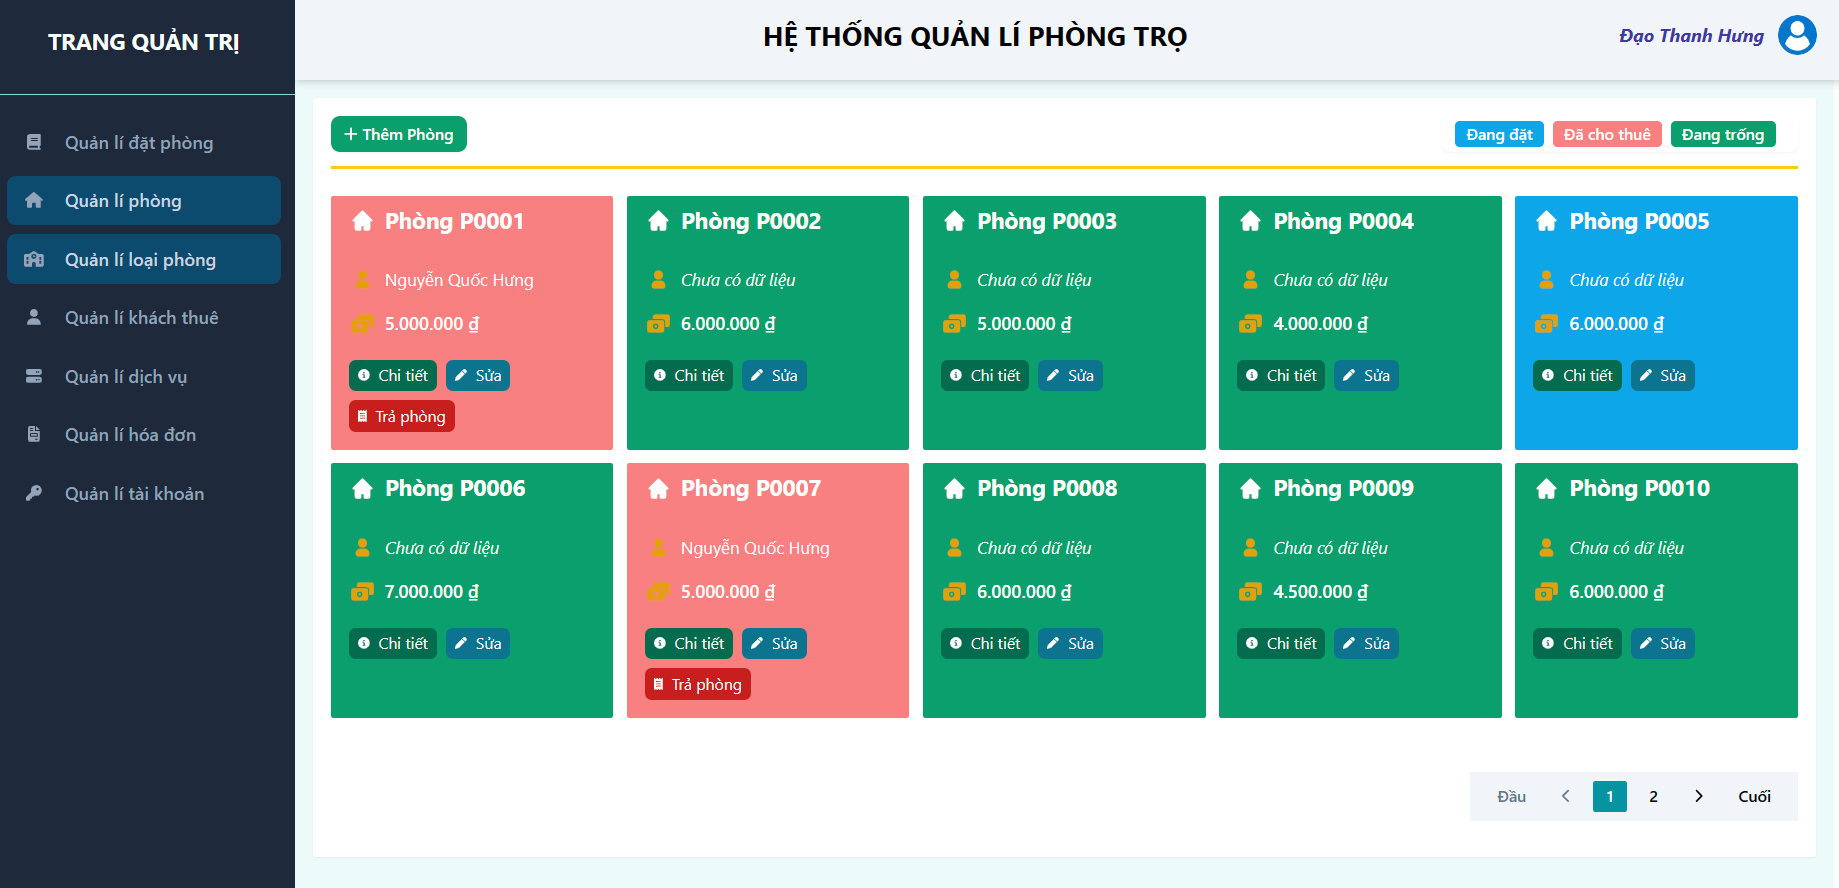 TRANG QUẢN TRỊ
Quản lí đặt phòng
Quản lí phòng
Quản lí loại phòng
Quản lí khách thuê
Quản lí dịch vụ
Quản lí hóa đơn
Quản lí tài khoản
HỆ THỐNG QUẢN LÍ PHÒNG TRỌ
Đạo Thanh Hưng
Thêm Phòng
Đang đặt
Đã cho thuê
Đang trống
Phòng P0001
Nguyễn Quốc Hưng
5.000.000 ₫
Chi tiết
Sửa
Trả phòng
Phòng P0002
Chưa có dữ liệu
6.000.000 ₫
Chi tiết
Sửa
Phòng P0003
Chưa có dữ liệu
5.000.000 ₫
Chi tiết
Sửa
Phòng P0004
Chưa có dữ liệu
4.000.000 ₫
Chi tiết
Sửa
Phòng P0005
Chưa có dữ liệu
6.000.000 ₫
Chi tiết
Sửa
Phòng P0006
Chưa có dữ liệu
7.000.000 ₫
Chi tiết
Sửa
Phòng P0007
Nguyễn Quốc Hưng
5.000.000 ₫
Chi tiết
Sửa
Trả phòng
Phòng P0008
Chưa có dữ liệu
6.000.000 ₫
Chi tiết
Sửa
Phòng P0009
Chưa có dữ liệu
4.500.000 ₫
Chi tiết
Sửa
Phòng P0010
Chưa có dữ liệu
6.000.000 ₫
Chi tiết
Sửa
Đầu
1
2
Cuối